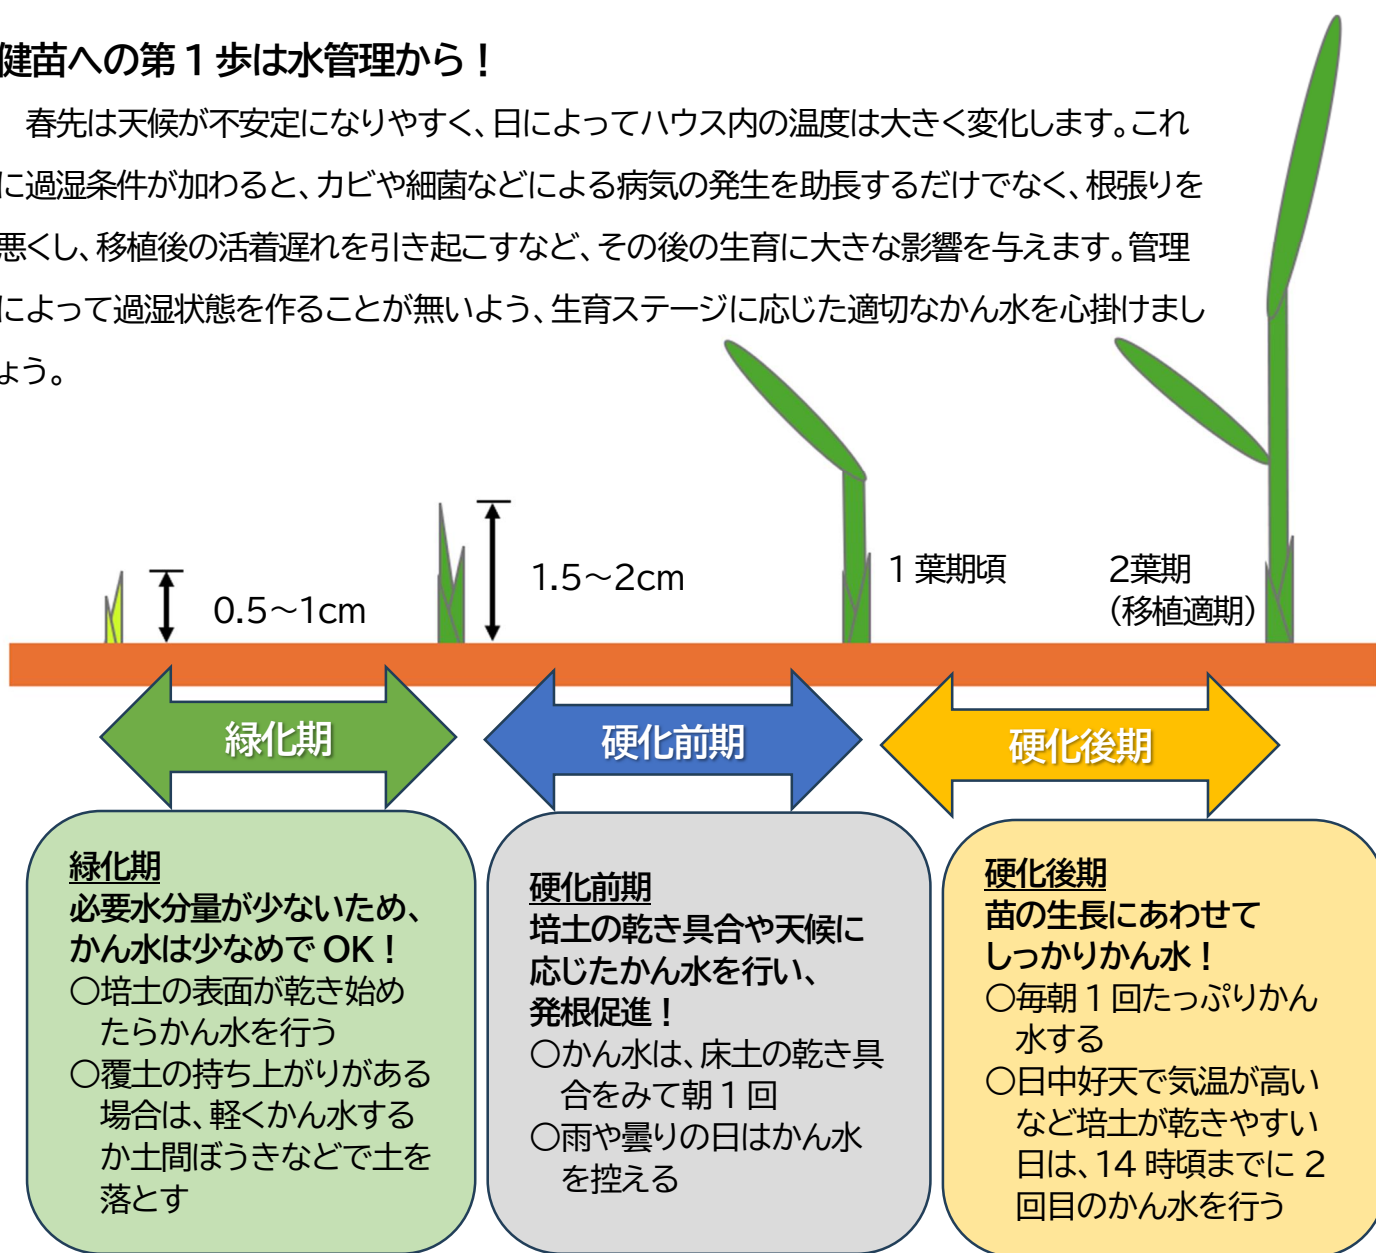 健苗への第1歩は水管理から！
春先は天候が不安定になりやすく、日によってハウス内の温度は大きく変化します。これ
に過湿条件が加わると、カビや細菌などによる病気の発生を助長するだけでなく、根張りを
悪くし、移植後の活着遅れを引き起こすなど、その後の生育に大きな影響を与えます。管理
によって過湿状態を作ることが無いよう、生育ステージに応じた適切なかん水を心掛けまし
ょう。
0.5～1cm
1.5～2cm
1葉期頃
2葉期
（移植適期）
緑化期
硬化前期
硬化後期
緑化期
必要水分量が少ないため、
かん水は少なめでOK！
○培土の表面が乾き始め
たらかん水を行う
○覆土の持ち上がりがある
場合は、軽くかん水する
か土間ぼうきなどで土を
落とす
硬化前期
培土の乾き具合や天候に
応じたかん水を行い、
発根促進！
○かん水は、床土の乾き具
合をみて朝1回
○雨や曇りの日はかん水
を控える
硬化後期
苗の生長にあわせて
しっかりかん水！
○毎朝1回たっぷりかん
水する
○日中好天で気温が高い
など培土が乾きやすい
日は、14時頃までに2
回目のかん水を行う